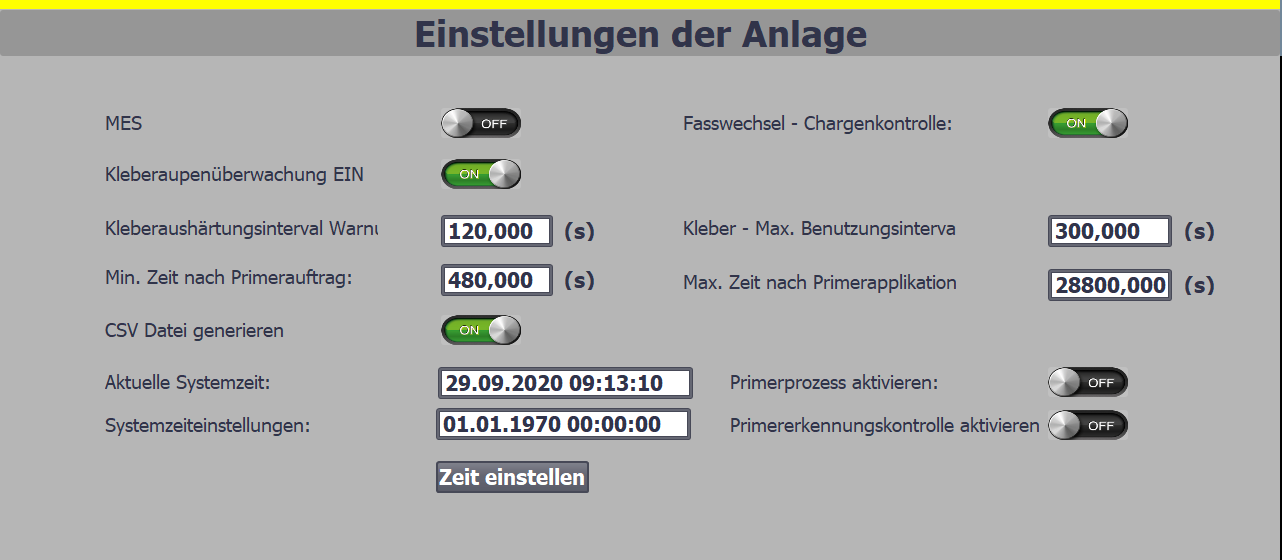 Einstellungen der Anlage
MES OFF Fasswechsel - Chargenkontrolle: ON
Kleberaupenüberwachung EIN ON
Kleberaushärtungsinterval Warnu 120,000 (s) Kleber - Max. Benutzungsinterva 300,000 (s)
Min. Zeit nach Primerauftrag: 480,000 (s) Max. Zeit nach Primerapplikation 28800,000 (s)
CSV Datei generieren ON
Aktuelle Systemzeit: 29.09.2020 09:13:10 Primerprozess aktivieren: OFF
Systemzeiteinstellungen: 01.01.1970 00:00:00 Primererkennungskontrolle aktivieren OFF
Zeit einstellen